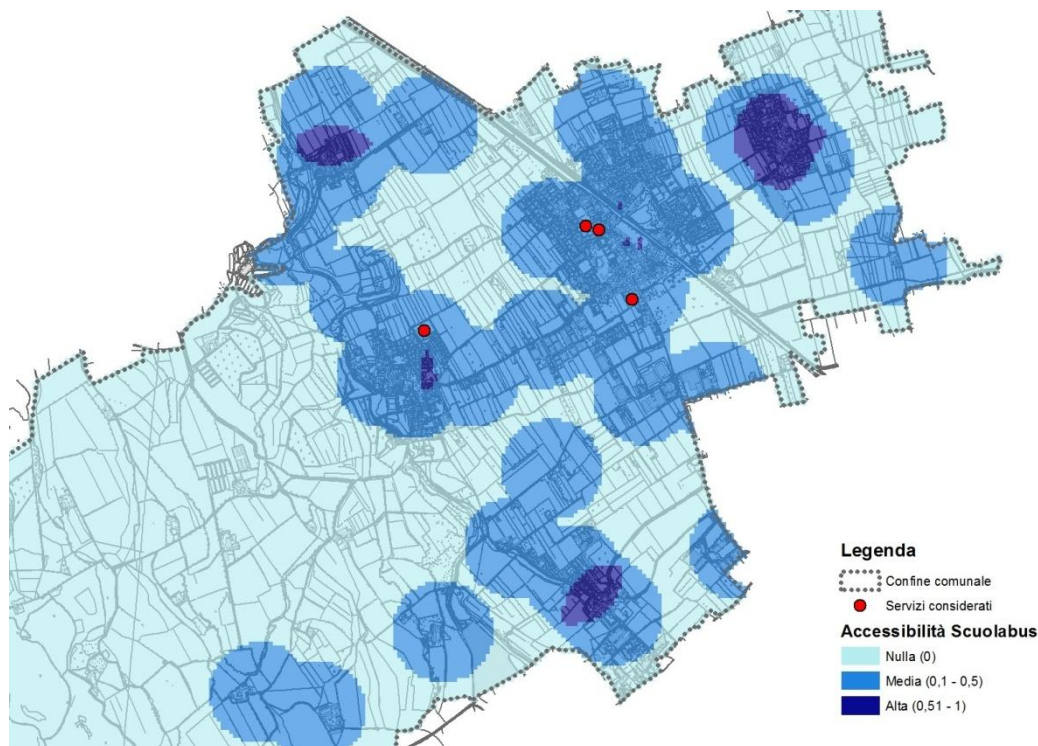 Legenda
Confine comunale
Servizi considerati
Accessibilità Scuolabus
Nulla (0)
Media (0,1 - 0,5)
Alta (0,51 - 1)